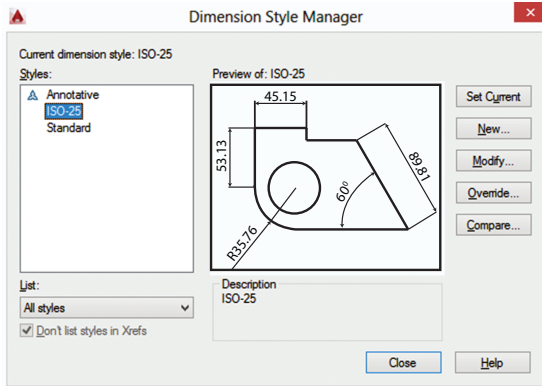 Dimension Style Manager
Current dimension style: ISO-25
Styles:
Annotative
ISO-25
Standard
Preview of: ISO-25
45.15
53.13
89.81
60⁰
R35.76
Set Current
New...
Modify...
Override...
Compare...
List:
All styles
Don't list styles in Xrefs
Description
ISO-25
Close
Help